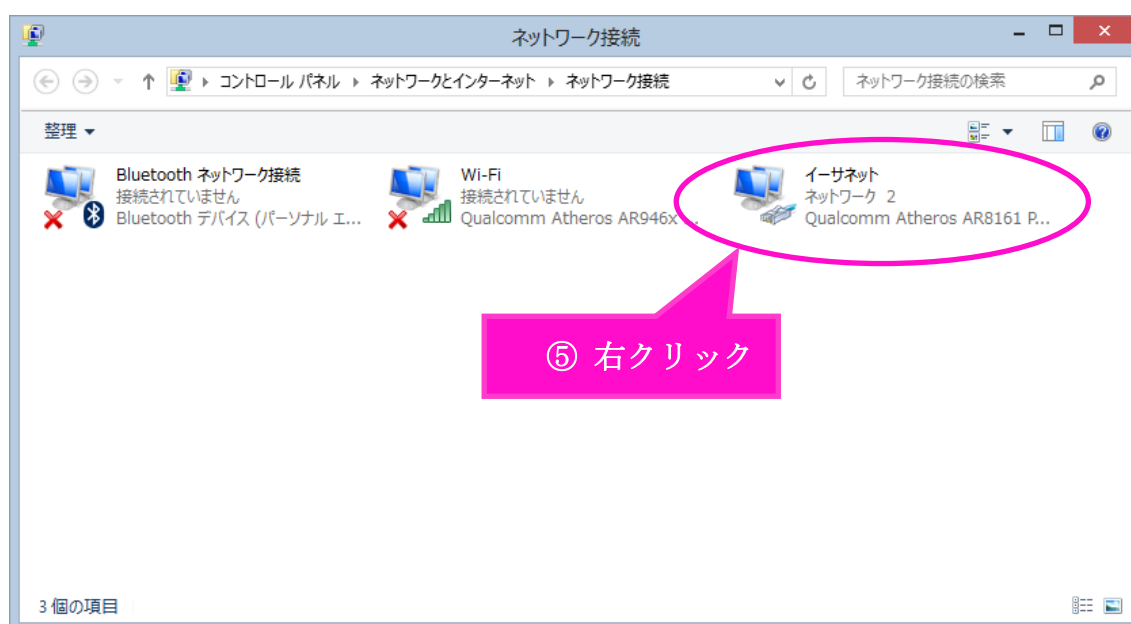 ネットワーク接続
コントロール パネル ネットワークとインターネット ネットワーク接続
ネットワーク接続の検索
整理
Bluetooth ネットワーク接続
接続されていません
Bluetooth デバイス (パーソナル エ...
Wi-Fi
接続されていません
Qualcomm Atheros AR946x ...
イーサネット
ネットワーク 2
Qualcomm Atheros AR8161 P...
⑤ 右クリック
3 個の項目